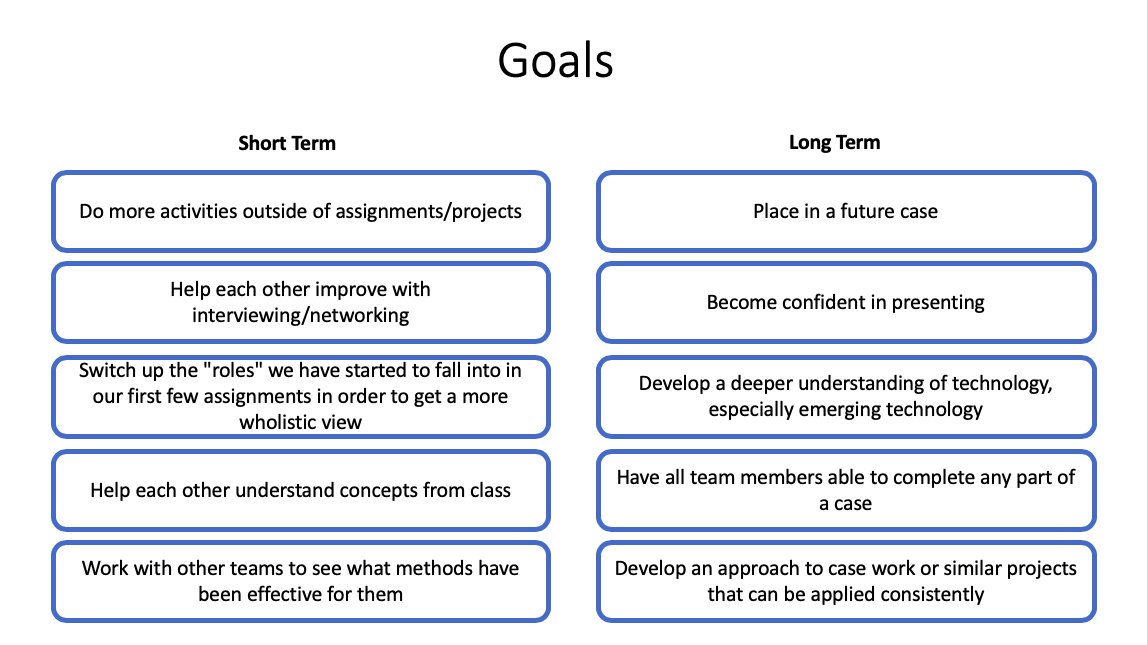 Goals
Short Term
Do more activities outside of assignments/projects
Help each other improve with
interviewing/networking
Switch up the "roles" we have started to fall into in
our first few assignments in order to get a more
wholistic view
Help each other understand concepts from class
Work with other teams to see what methods have
been effective for them
Long Term
Place in a future case
Become confident in presenting
Develop a deeper understanding of technology,
especially emerging technology
Have all team members able to complete any part of
a case
Develop an approach to case work or similar projects
that can be applied consistently